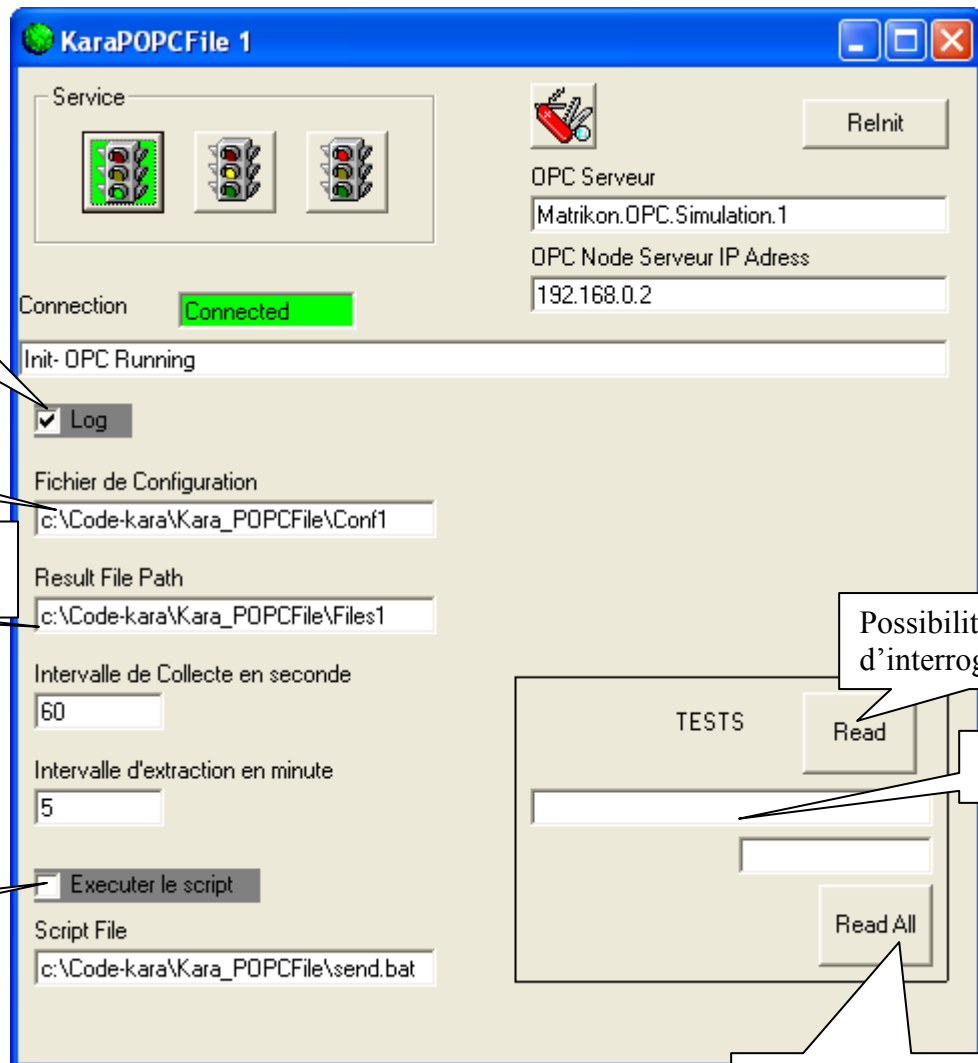 KaraPOPCFile 1
Service
ReInit
OPC Serveur
Matrikon.OPC.Simulation.1
OPC Node Serveur IP Adress
192.168.0.2
Connection
Connected
Init- OPC Running
Log
Fichier de Configuration
c:\Code-kara\Kara_POPCFile\Conf1
Result File Path
c:\Code-kara\Kara_POPCFile\Files1
Intervalle de Collecte en seconde
60
Intervalle d'extraction en minute
5
Executer le script
Script File
c:\Code-kara\Kara_POPCFile\send.bat
Possibilit
d’interrog
TESTS
Read
Read All